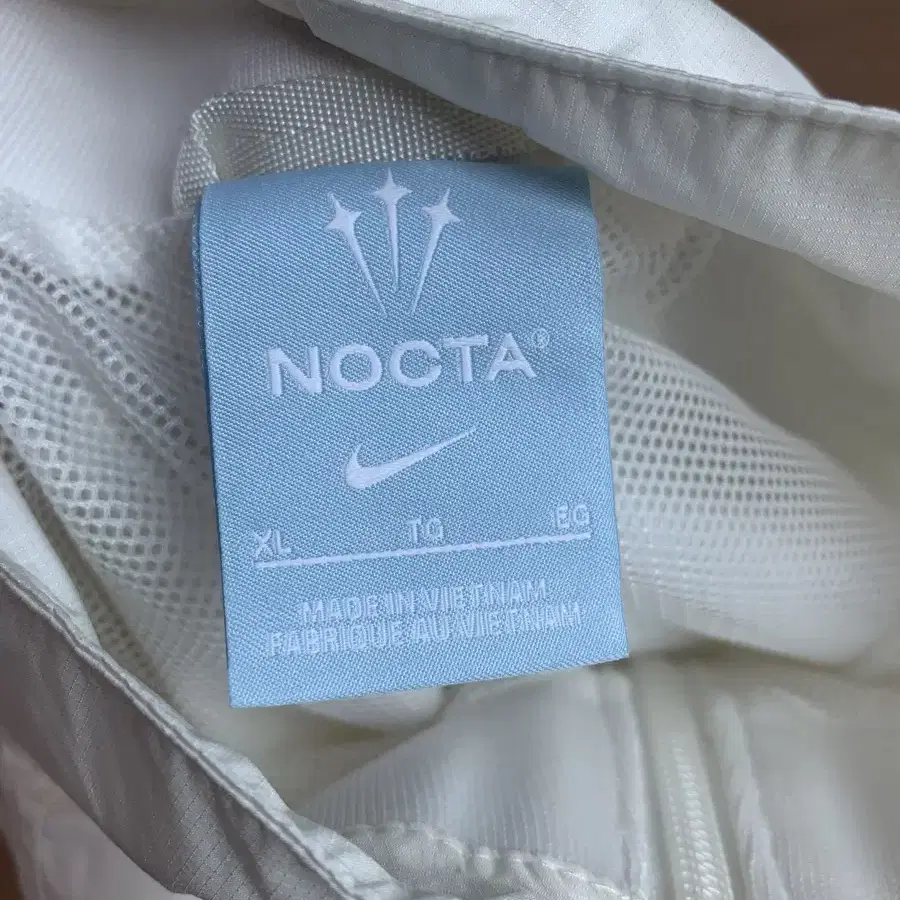 NOCTA®
XL TG EG
MADE IN VIETNAM
FABRIQUE AU VIETNAM